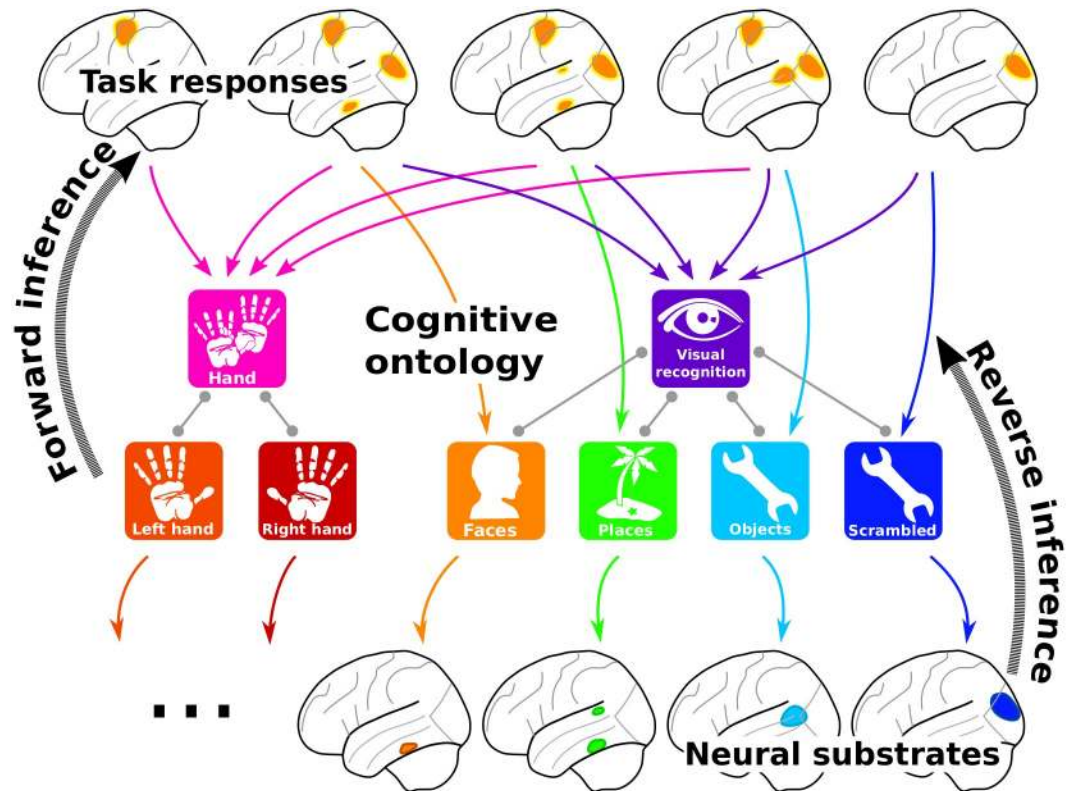 Task responses
Forward inference
Cognitive
ontology
Hand
Visual
recognition
Reverse inference
Left hand
Right hand
Faces
Places
Objects
Scrambled
...
Neural substrates